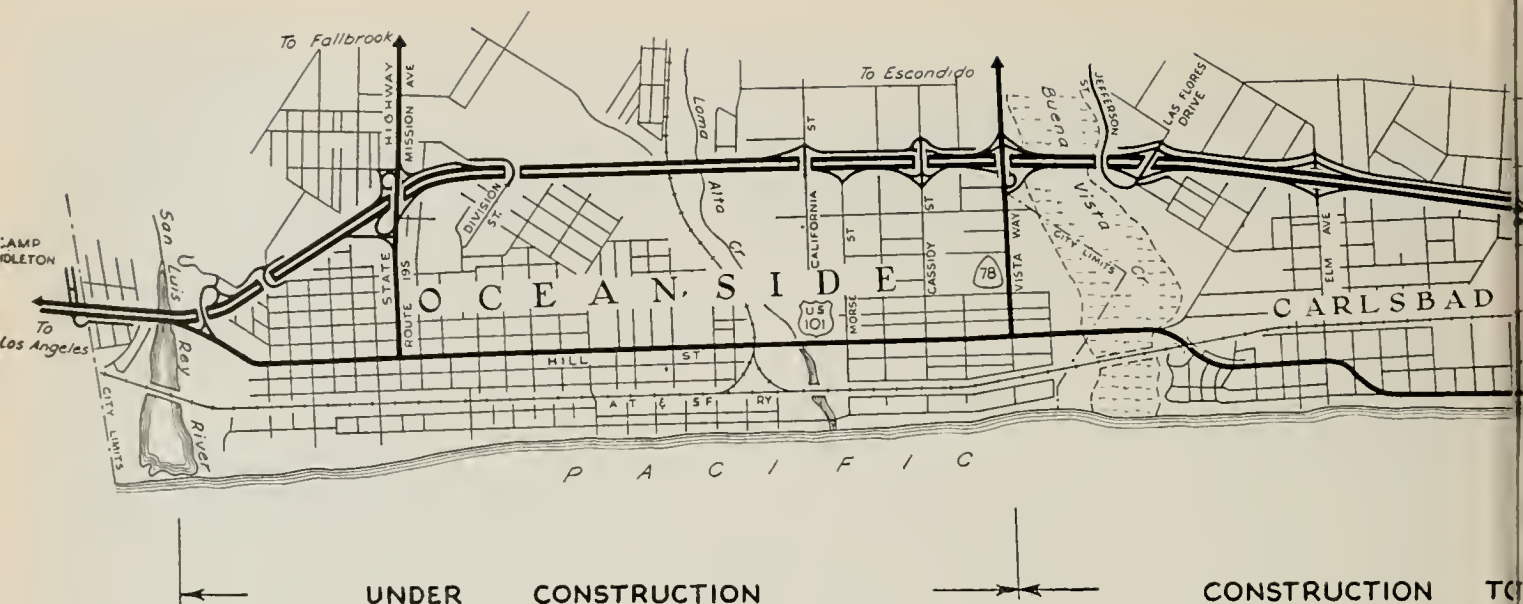 To Fallbrook
STATE HIGHWAY
ROUTE 195
MISSION AVE
To Escondido
Loma
Alta
Cr.
DIVISION
ST.
CALIFORNIA ST
MORSE ST
CASSIDY ST
78
VISTA WAY
Buena
Vista
Cr
CITY LIMITS
JEFFERSON
ST.
LAS FLORES
DRIVE
ELM AVE
CAMP
To
Los Angeles
San
Luis
Rey
River
CITY LIMITS
OCEANSIDE
US
101
CARLSBAD
HILL ST
A T & SF RY
PACIFIC
UNDER CONSTRUCTION
CONSTRUCTION